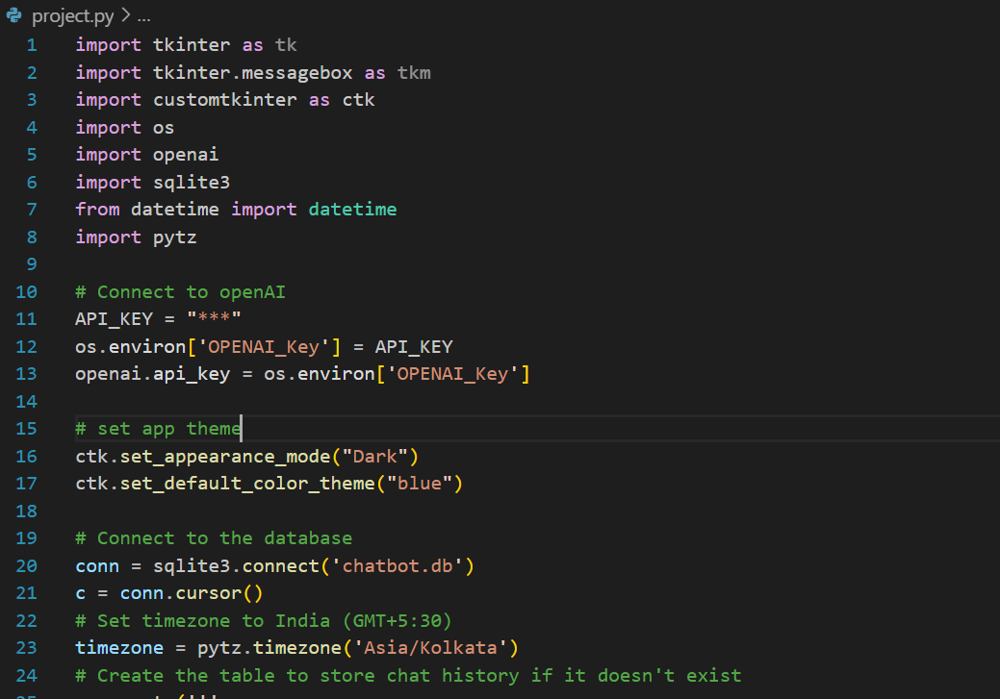 project.py > ...
1 import tkinter as tk
2 import tkinter.messagebox as tkm
3 import customtkinter as ctk
4 import os
5 import openai
6 import sqlite3
7 from datetime import datetime
8 import pytz
9
10 # Connect to openAI
11 API_KEY = "***"
12 os.environ['OPENAI_Key'] = API_KEY
13 openai.api_key = os.environ['OPENAI_Key']
14
15 # set app theme
16 ctk.set_appearance_mode("Dark")
17 ctk.set_default_color_theme("blue")
18
19 # Connect to the database
20 conn = sqlite3.connect('chatbot.db')
21 c = conn.cursor()
22 # Set timezone to India (GMT+5:30)
23 timezone = pytz.timezone('Asia/Kolkata')
24 # Create the table to store chat history if it doesn't exist